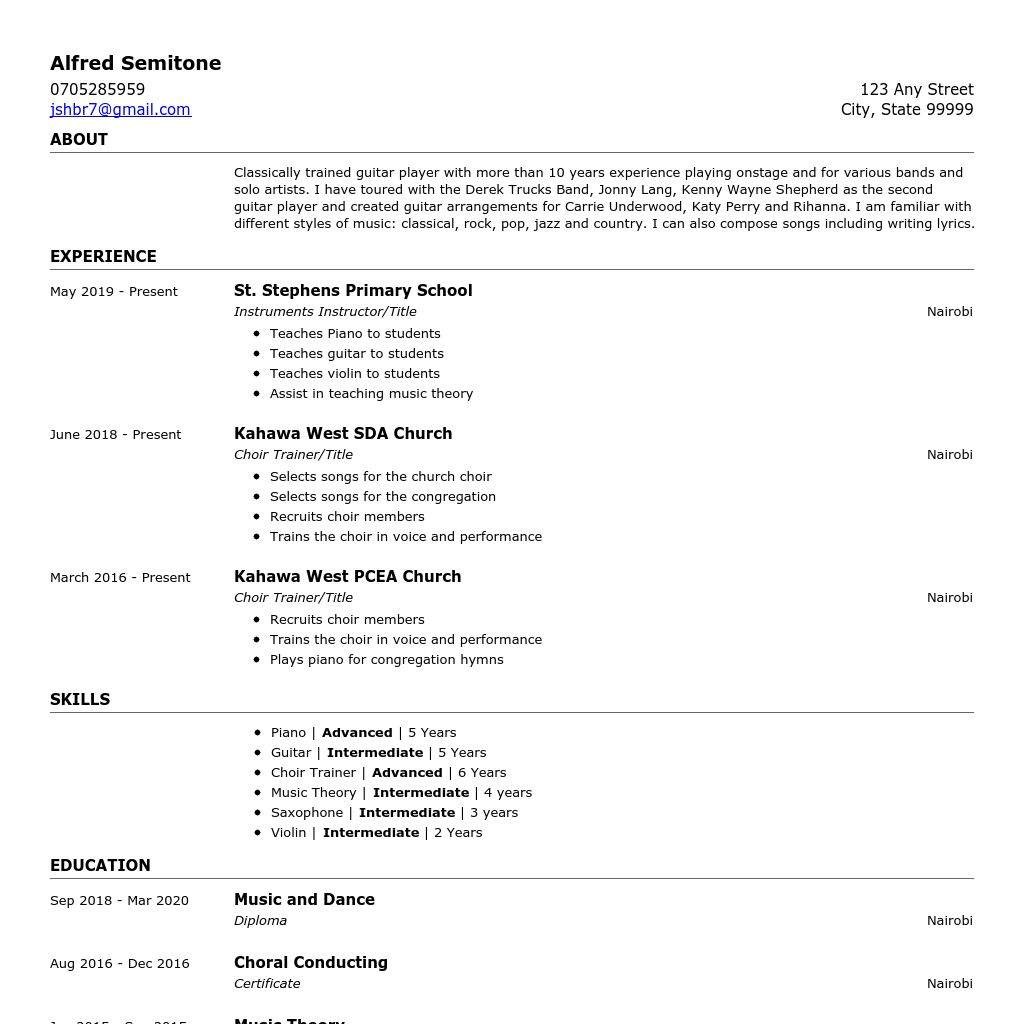 Alfred Semitone
0705285959
123 Any Street
jshbr7@gmail.com
City, State 99999
ABOUT
Classically trained guitar player with more than 10 years experience playing onstage and for various bands and
solo artists. I have toured with the Derek Trucks Band, Jonny Lang, Kenny Wayne Shepherd as the second
guitar player and created guitar arrangements for Carrie Underwood, Katy Perry and Rihanna. I am familiar with
different styles of music: classical, rock, pop, jazz and country. I can also compose songs including writing lyrics.
EXPERIENCE
May 2019 - Present
St. Stephens Primary School
Instruments Instructor/Title
Nairobi
• Teaches Piano to students
• Teaches guitar to students
• Teaches violin to students
• Assist in teaching music theory
June 2018 - Present
Kahawa West SDA Church
Choir Trainer/Title
Nairobi
• Selects songs for the church choir
• Selects songs for the congregation
• Recruits choir members
• Trains the choir in voice and performance
March 2016 - Present
Kahawa West PCEA Church
Choir Trainer/Title
Nairobi
• Recruits choir members
• Trains the choir in voice and performance
• Plays piano for congregation hymns
SKILLS
• Piano | Advanced | 5 Years
• Guitar | Intermediate | 5 Years
• Choir Trainer | Advanced | 6 Years
• Music Theory | Intermediate | 4 years
• Saxophone | Intermediate | 3 years
• Violin | Intermediate | 2 Years
EDUCATION
Sep 2018 - Mar 2020
Music and Dance
Diploma
Nairobi
Aug 2016 - Dec 2016
Choral Conducting
Certificate
Nairobi
Music Theory